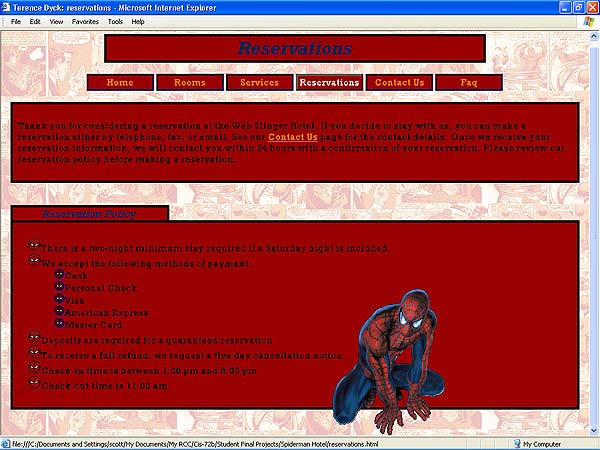 Terence Dyck: reservations - Microsoft Internet Explorer
File Edit View Favorites Tools Help
Reservations
Home Rooms Services Reservations Contact Us Faq
Thank you for considering a reservation at the Web Slinger Hotel. If you decide to stay with us, you can make a
reservation either by telephone, fax, or email. See our Contact Us page for the contact details. Once we receive your
reservation information, we will contact you within 24 hours with a confirmation of your reservation. Please review our
reservation policy before making a reservation.
Reservation Policy
There is a two-night minimum stay required if a Saturday night is included.
We accept the following methods of payment:
Cash
Personal Check
Visa
American Express
Master Card
Deposits are required for a guaranteed reservation
To receive a full refund, we request a five day cancellation notice.
Check-in time is between 1:00 pm and 8:00 pm.
Check-out time is 11:00 am.
file:///C:/Documents and Settings/scott/My Documents/My RCC/Cis-72b/Student Final Projects/Spiderman Hotel/reservations.html
My Computer